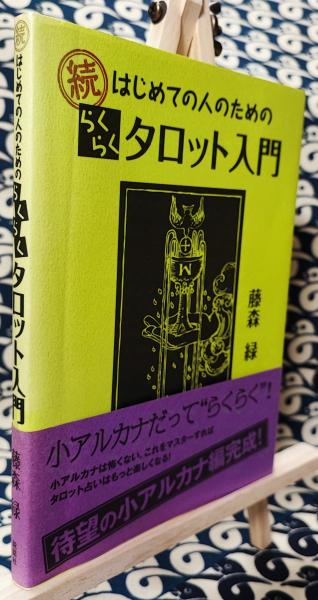 続
はじめての人のための
らくらく
タロット入門
藤森 緑
小アルカナだって"らくらく"!
小アルカナは怖くない、これをマスターすれば
タロット占いはもっと楽しくなる!
待望の小アルカナ編完成!
続
はじめての人のための
らくらく
タロット入門
藤森 緑